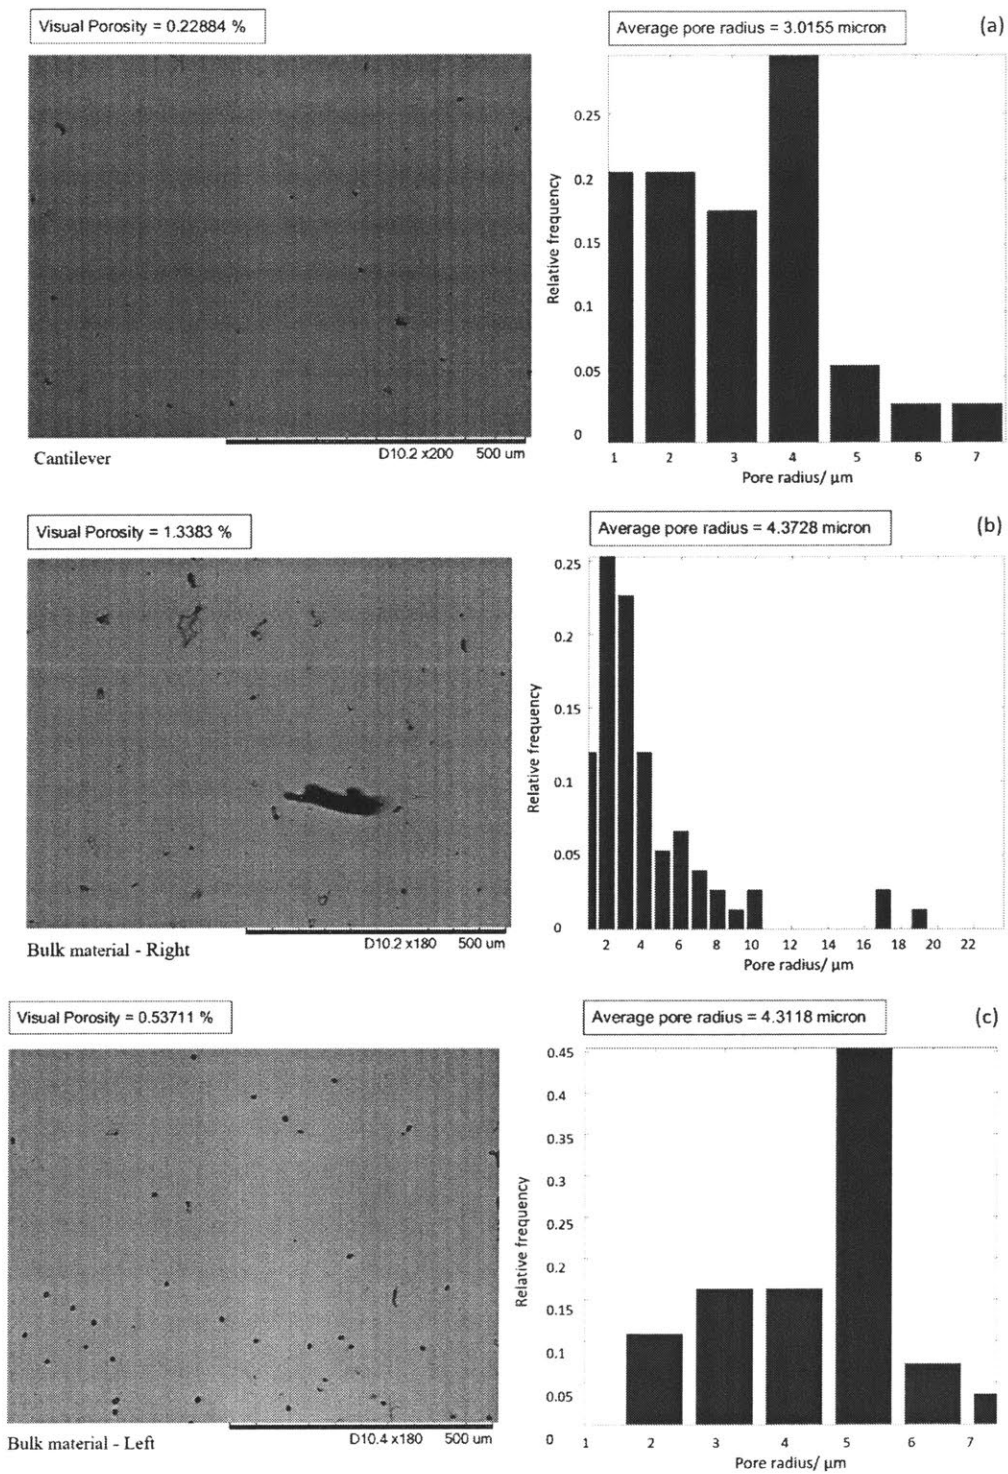 Visual Porosity = 0.22884 %
Average pore radius = 3.0155 micron
(a)
Relative frequency
0.25
0.2
0.15
0.1
0.05
0
1 2 3 4 5 6 7
Pore radius/ µm
D10.2 x200 500 um
Cantilever
Visual Porosity = 1.3383 %
Average pore radius = 4.3728 micron
(b)
Relative frequency
0.25
0.2
0.15
0.1
0.05
0
2 4 6 8 10 12 14 16 18 20 22
Pore radius/ µm
D10.2 x180 500 um
Bulk material - Right
Visual Porosity = 0.53711 %
Average pore radius = 4.3118 micron
(c)
Relative frequency
0.45
0.4
0.35
0.3
0.25
0.2
0.15
0.1
0.05
0
1 2 3 4 5 6 7
Pore radius/ µm
D10.4 x180 500 um
Bulk material - Left